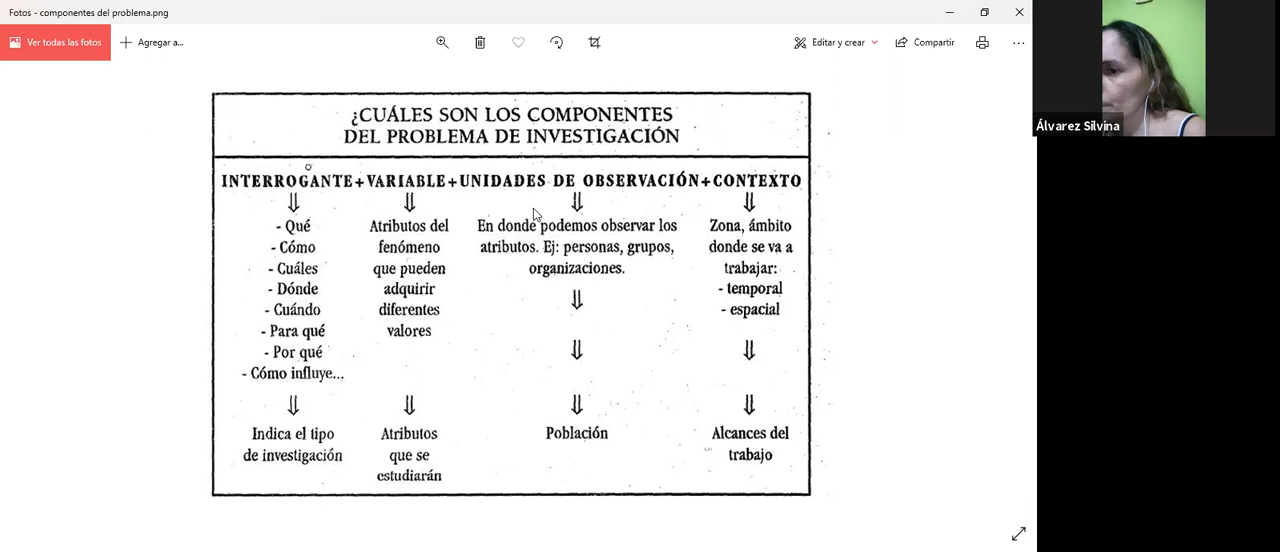 Fotos - componentes del problema.png
Ver todas las fotos
Agregar a...
Editar y crear
Compartir
Álvarez Silvina
¿CUÁLES SON LOS COMPONENTES
DEL PROBLEMA DE INVESTIGACIÓN
INTERROGANTE+VARIABLE+UNIDADES DE OBSERVACIÓN+CONTEXTO
- Qué
- Cómo
- Cuáles
- Dónde
- Cuándo
- Para qué
- Por qué
- Cómo influye...
Indica el tipo
de investigación
Atributos del
fenómeno
que pueden
adquirir
diferentes
valores
Atributos
que se
estudiarán
En donde podemos observar los
atributos. Ej: personas, grupos,
organizaciones.
Población
Zona, ámbito
donde se va a
trabajar:
- temporal
- espacial
Alcances del
trabajo